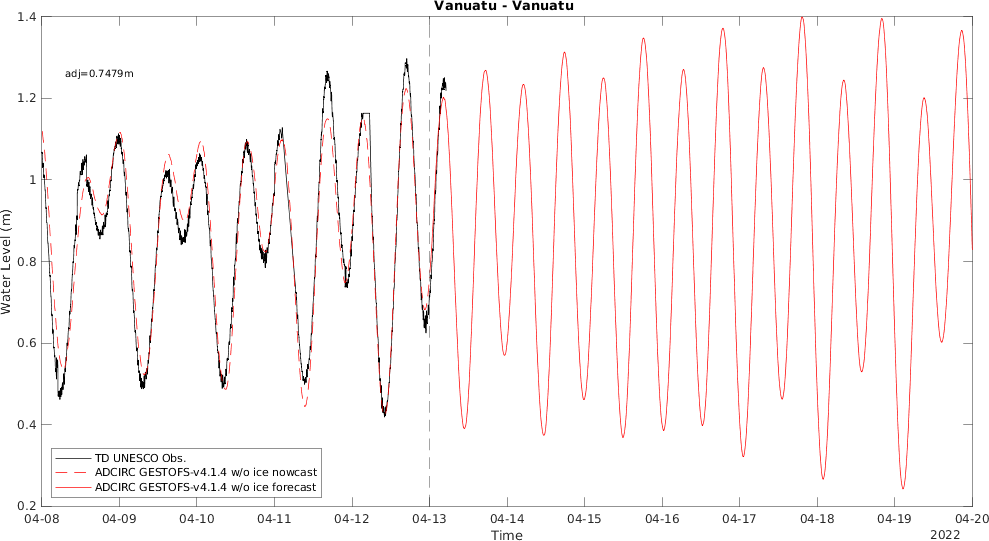 Vanuatu - Vanuatu
1.4
adj=0.7479m
1.2
1
0.8
Water Level (m)
0.6
0.4
TD UNESCO Obs.
ADCIRC GESTOFS-v4.1.4 w/o ice nowcast
ADCIRC GESTOFS-v4.1.4 w/o ice forecast
0.2
04-08 04-09 04-10 04-11 04-12 04-13 04-14 04-15 04-16 04-17 04-18 04-19 04-20
Time
2022